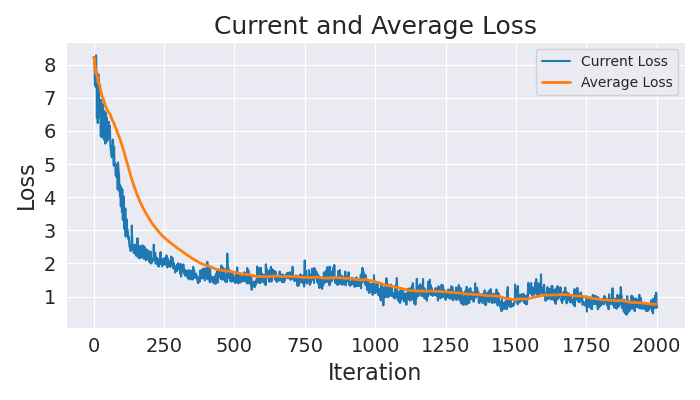 Current and Average Loss
Current Loss
Average Loss
Loss
8
7
6
5
4
3
2
1
0 250 500 750 1000 1250 1500 1750 2000
Iteration